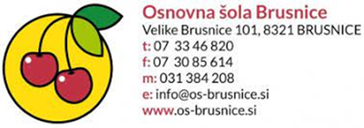 Osnovna šola Brusnice
Velike Brusnice 101, 8321 BRUSNICE
t: 07 33 46 820
f: 07 30 85 614
m: 031 384 208
e: info@os-brusnice.si
www.os-brusnice.si